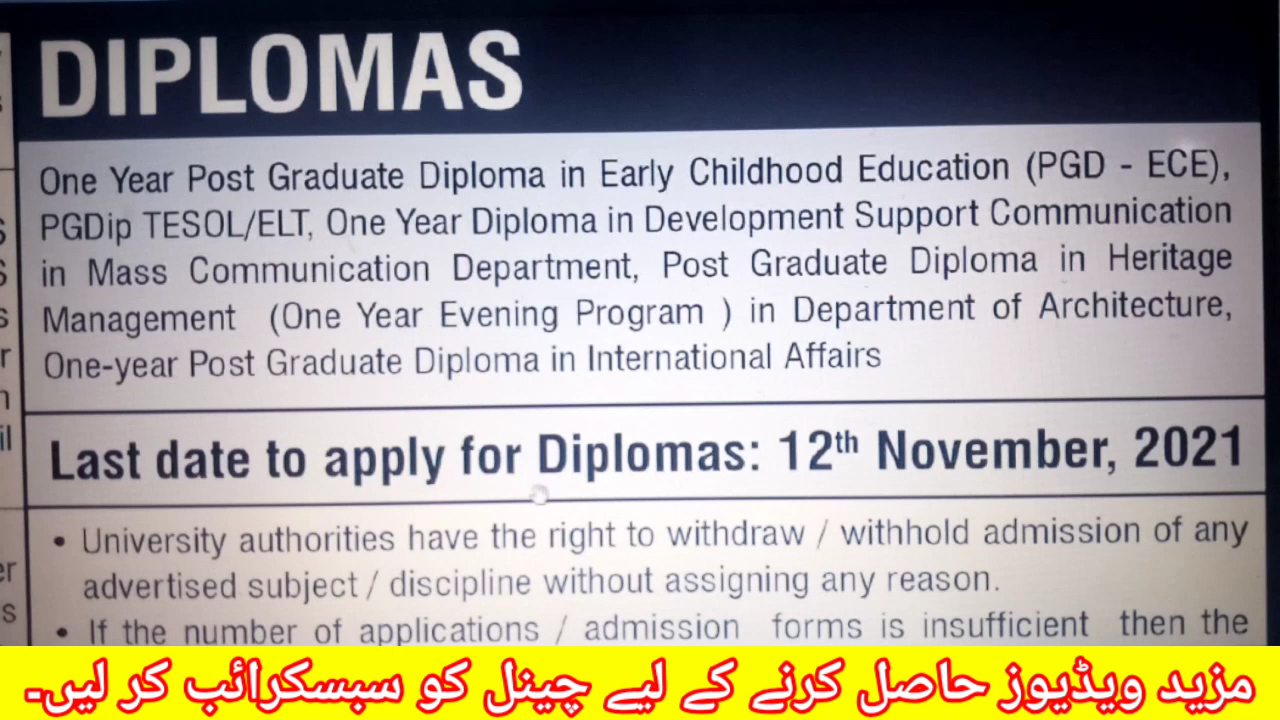 DIPLOMAS
One Year Post Graduate Diploma in Early Childhood Education (PGD - ECE),
PGDip TESOL/ELT, One Year Diploma in Development Support Communication
in Mass Communication Department, Post Graduate Diploma in Heritage
Management (One Year Evening Program ) in Department of Architecture,
One-year Post Graduate Diploma in International Affairs
Last date to apply for Diplomas: 12th November, 2021
• University authorities have the right to withdraw / withhold admission of any
advertised subject / discipline without assigning any reason.
• If the number of applications / admission forms is insufficient then the
مزید ویڈیوز حاصل کرنے کے لیے چینل کو سبسکرائب کر لیں۔